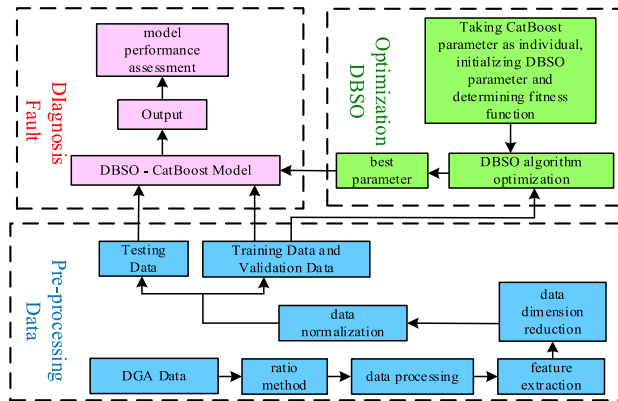 model
performance
assessment
Output
DBSO - CatBoost Model
DIagnosis
Fault
Optimization
DBSO
Taking CatBoost
parameter as individual,
initializing DBSO
parameter and
determining fitness
function
best
parameter
DBSO algorithm
optimization
Pre-processing
Data
Testing
Data
Training Data and
Validation Data
data
normalization
data
dimension
reduction
DGA Data
ratio
method
data processing
feature
extraction